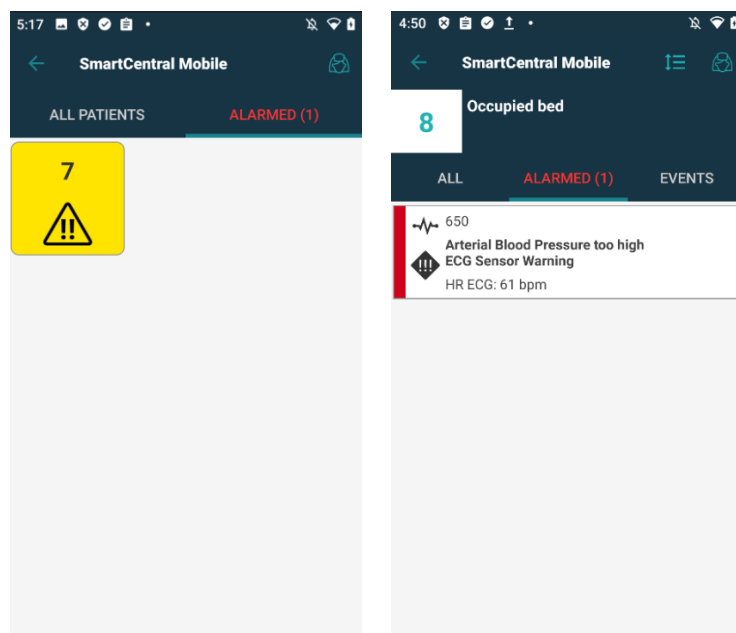 5:17
SmartCentral Mobile
ALL PATIENTS
ALARMED (1)
7
!!
4:50
SmartCentral Mobile
8
Occupied bed
ALL
ALARMED (1)
EVENTS
650
Arterial Blood Pressure too high
!!!
ECG Sensor Warning
HR ECG: 61 bpm